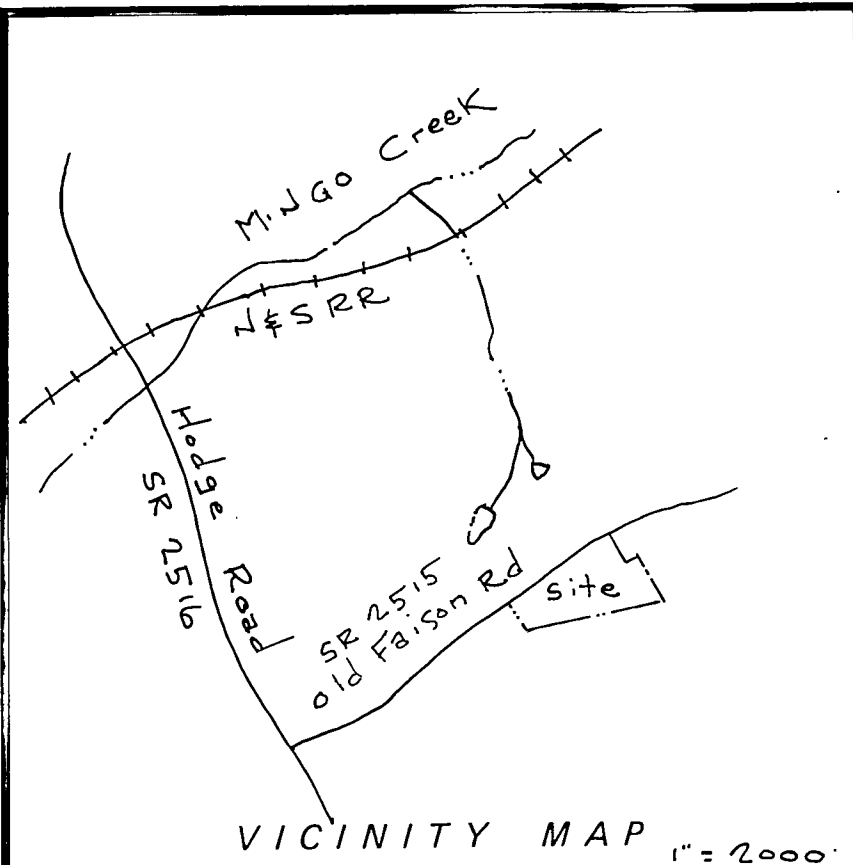 MiNGO Creek
N&S RR
Hodge Road
SR 2516
SR 2515
old Faison Rd
site
VICINITY MAP
1" = 2000'